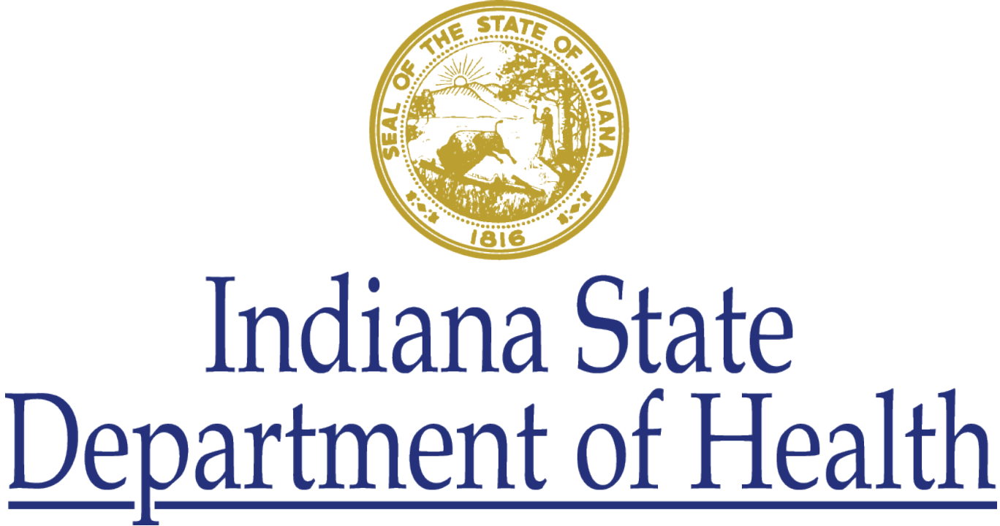 SEAL OF THE STATE OF INDIANA
1816
Indiana State
Department of Health